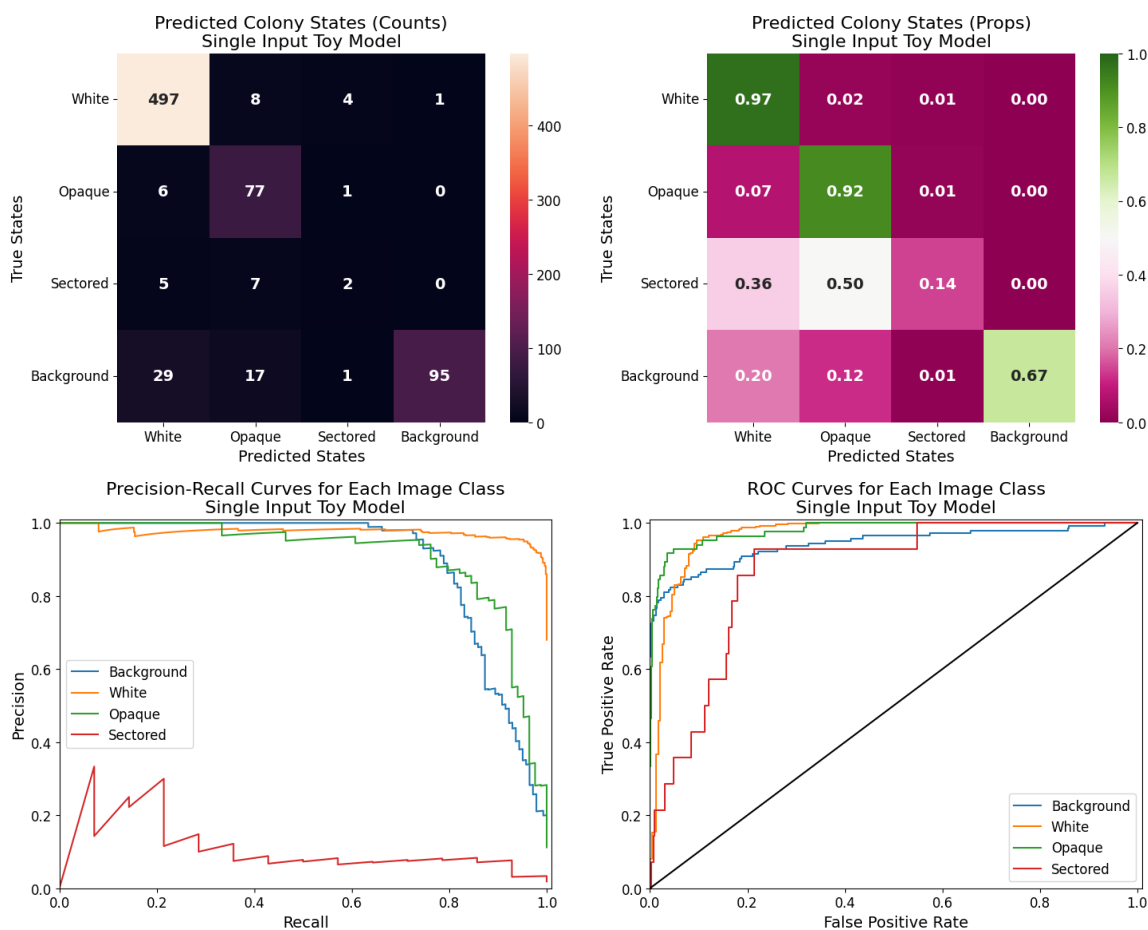 Predicted Colony States (Counts)
Single Input Toy Model
True States
White
Opaque
Sectored
Background
497 8 4 1
6 77 1 0
5 7 2 0
29 17 1 95
White Opaque Sectored Background
Predicted States
400
300
200
100
0
Predicted Colony States (Props)
Single Input Toy Model
True States
White
Opaque
Sectored
Background
0.97 0.02 0.01 0.00
0.07 0.92 0.01 0.00
0.36 0.50 0.14 0.00
0.20 0.12 0.01 0.67
White Opaque Sectored Background
Predicted States
1.0
0.8
0.6
0.4
0.2
0.0
Precision-Recall Curves for Each Image Class
Single Input Toy Model
Precision
1.0
0.8
0.6
0.4
0.2
0.0
Background
White
Opaque
Sectored
0.0 0.2 0.4 0.6 0.8 1.0
Recall
ROC Curves for Each Image Class
Single Input Toy Model
True Positive Rate
1.0
0.8
0.6
0.4
0.2
0.0
Background
White
Opaque
Sectored
0.0 0.2 0.4 0.6 0.8 1.0
False Positive Rate